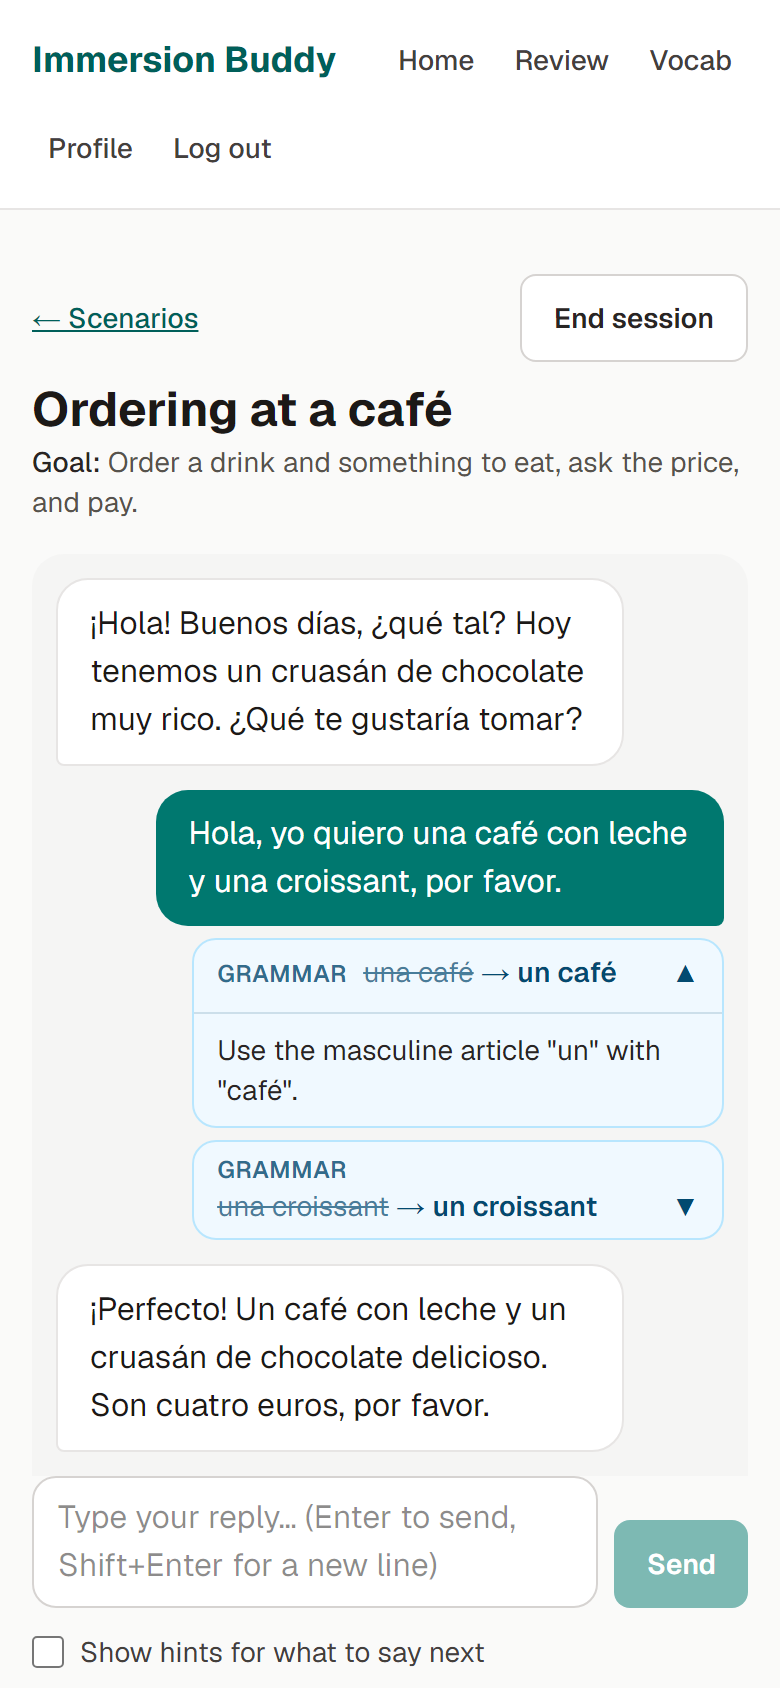 Immersion Buddy Home Review Vocab
Profile Log out
← Scenarios End session
Ordering at a café
Goal: Order a drink and something to eat, ask the price,
and pay.
¡Hola! Buenos días, ¿qué tal? Hoy
tenemos un cruasán de chocolate
muy rico. ¿Qué te gustaría tomar?
Hola, yo quiero una café con leche
y una croissant, por favor.
GRAMMAR una café → un café ▲
Use the masculine article "un" with
"café".
GRAMMAR
una croissant → un croissant ▼
¡Perfecto! Un café con leche y un
cruasán de chocolate delicioso.
Son cuatro euros, por favor.
Type your reply... (Enter to send,
Shift+Enter for a new line)
Send
Show hints for what to say next